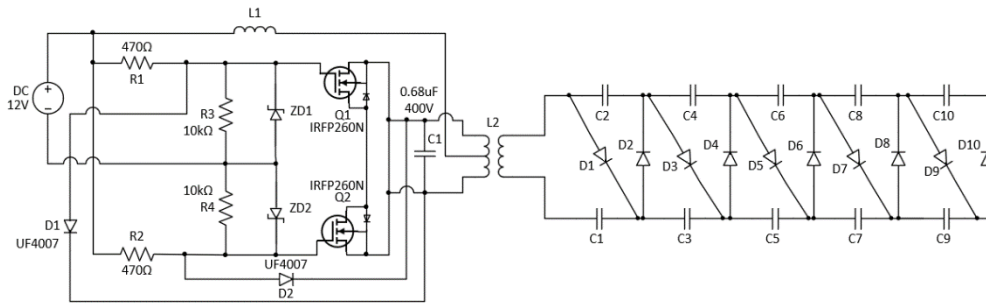 L1
470Ω
R1
DC
12V
R3
10kΩ
ZD1
Q1
IRFP260N
0.68uF
400V
C1
L2
10kΩ
R4
ZD2
IRFP260N
Q2
D1
UF4007
R2
470Ω
UF4007
D2
C2
C4
C6
C8
C10
D1
D2
D3
D4
D5
D6
D7
D8
D9
D10
C1
C3
C5
C7
C9